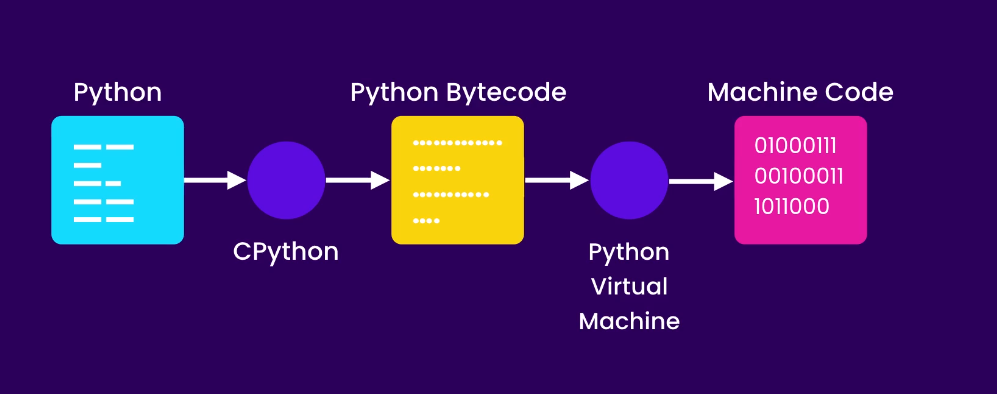 Python
Python Bytecode
Machine Code
01000111
00100011
1011000
CPython
Python
Virtual
Machine